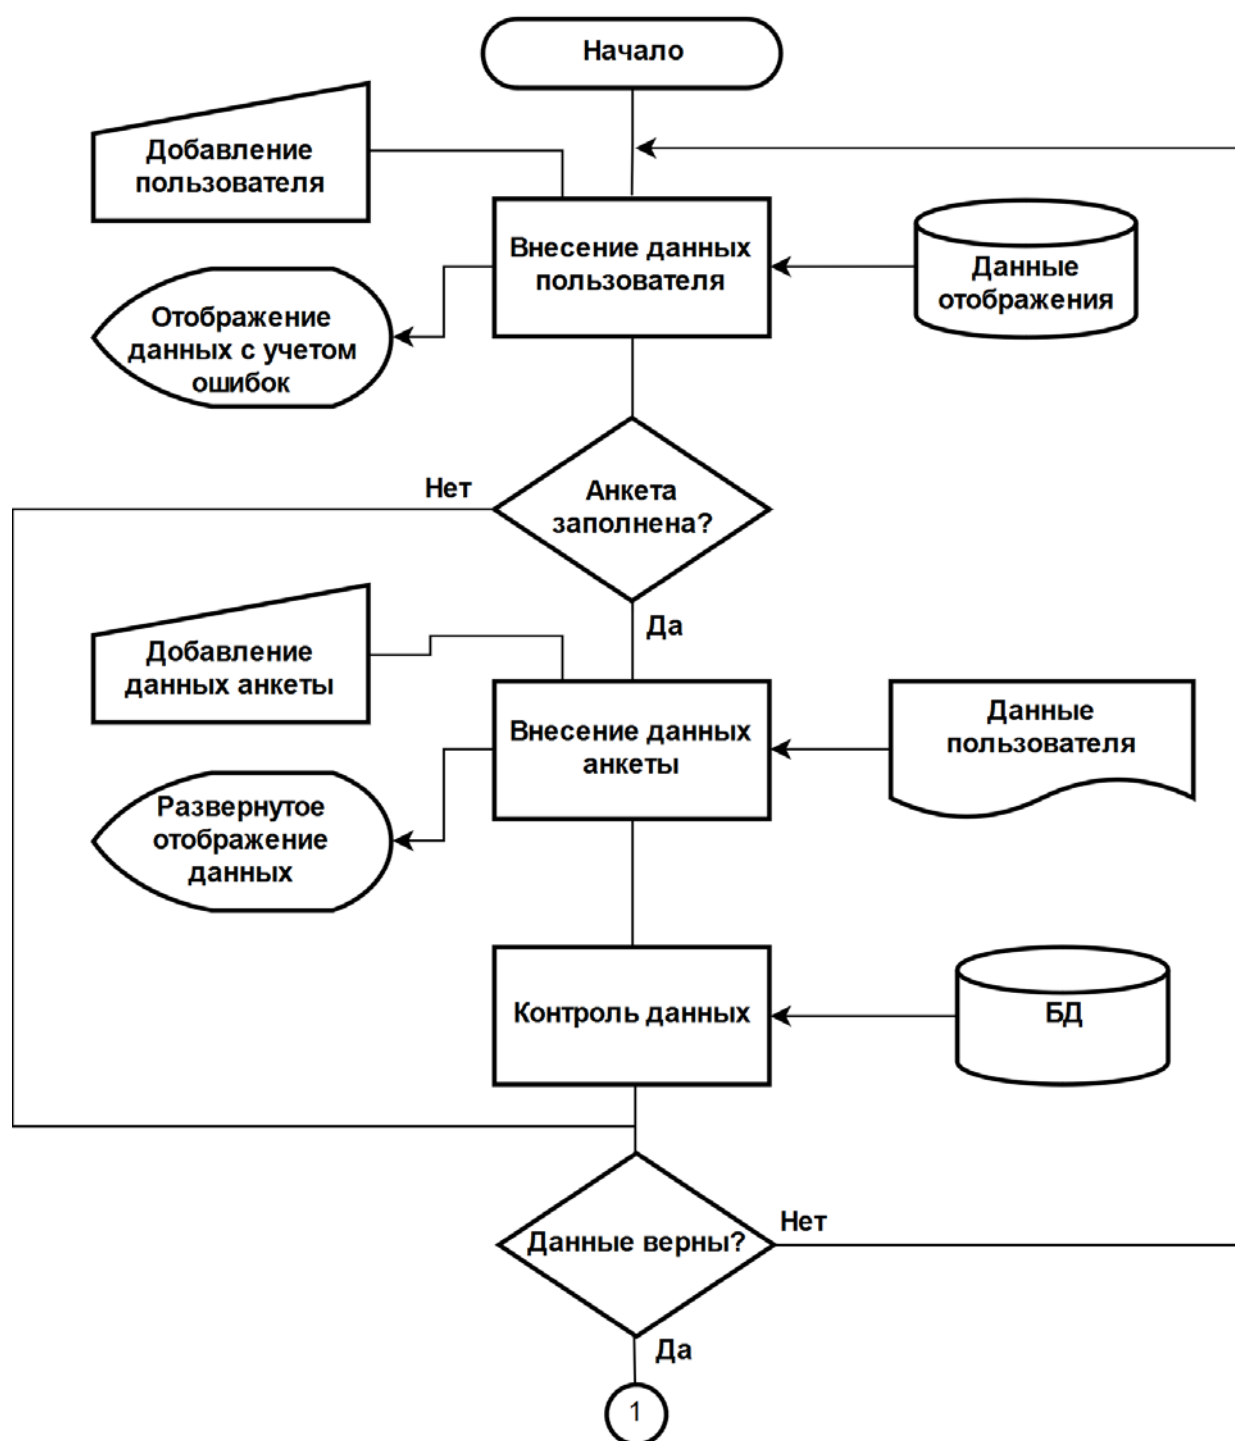 Начало
Добавление
пользователя
Внесение данных
пользователя
Данные
отображения
Отображение
данных с учетом
ошибок
Нет
Анкета
заполнена?
Да
Добавление
данных анкеты
Внесение данных
анкеты
Данные
пользователя
Развернутое
отображение
данных
Контроль данных
БД
Данные верны?
Нет
Да
1